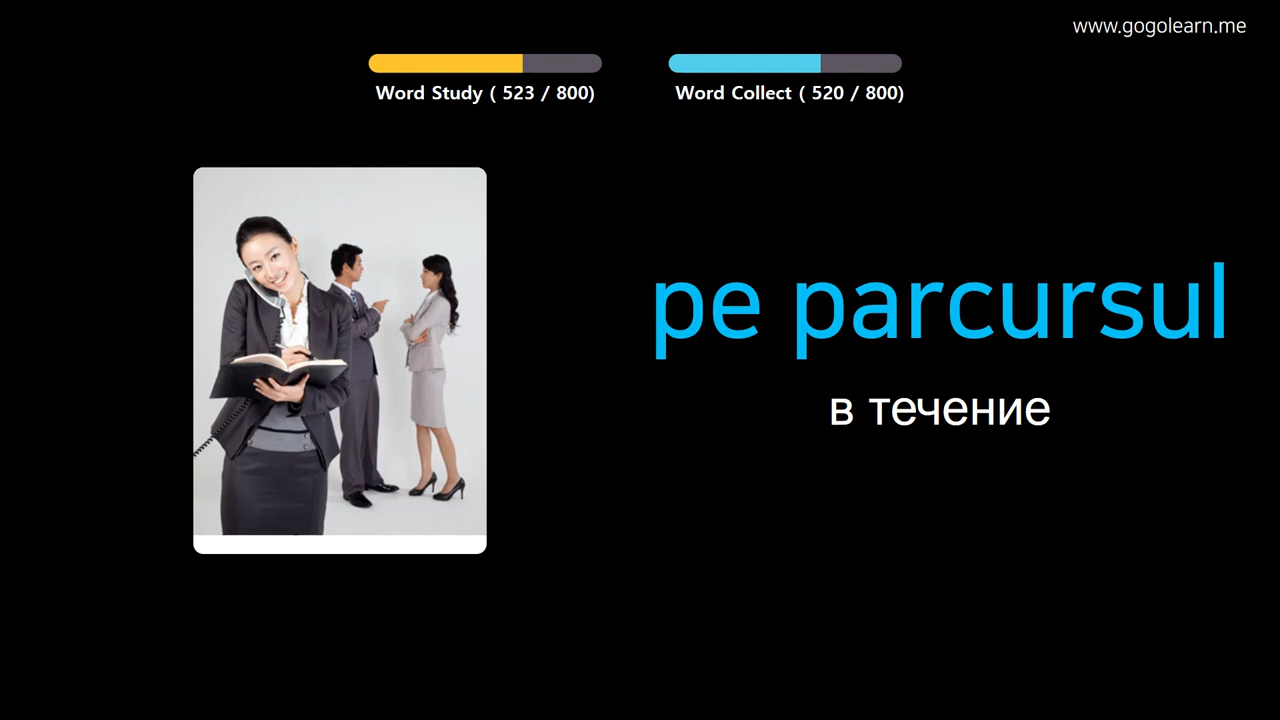 www.gogolearn.me
Word Study ( 523 / 800)
Word Collect ( 520 / 800)
pe parcursul
в течение